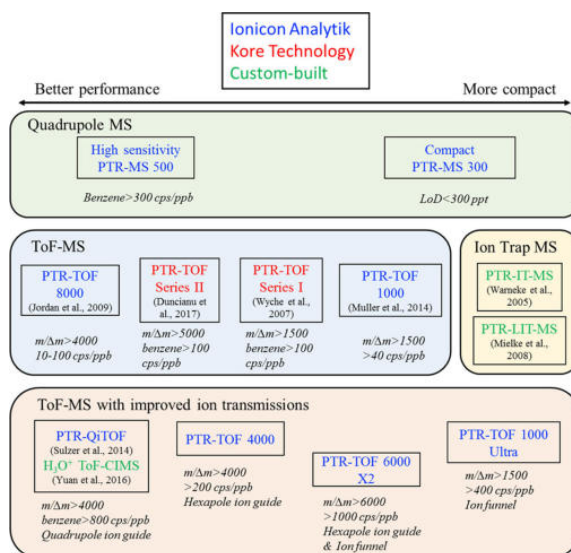 Ionicon Analytik
Kore Technology
Custom-built
Better performance
More compact
Quadrupole MS
High sensitivity
PTR-MS 500
Benzene>300 cps/ppb
Compact
PTR-MS 300
LoD<300 ppt
ToF-MS
PTR-TOF
8000
(Jordan et al., 2009)
m/Δm>4000
10-100 cps/ppb
PTR-TOF
Series II
(Duncianu et
al., 2017)
m/Δm>5000
benzene>100
cps/ppb
PTR-TOF
Series I
(Wyche et al.,
2007)
m/Δm>1500
benzene>100
cps/ppb
PTR-TOF
1000
(Muller et al., 2014)
m/Δm>1500
>40 cps/ppb
Ion Trap MS
PTR-IT-MS
(Warneke et al.,
2005)
PTR-LIT-MS
(Mielke et al.,
2008)
ToF-MS with improved ion transmissions
PTR-QiTOF
(Sulzer et al., 2014)
H₃O⁺ ToF-CIMS
(Yuan et al., 2016)
m/Δm>4000
benzene>800 cps/ppb
Quadrupole ion guide
PTR-TOF 4000
m/Δm>4000
>200 cps/ppb
Hexapole ion guide
PTR-TOF 6000
X2
m/Δm>6000
>1000 cps/ppb
Hexapole ion guide
& Ion funnel
PTR-TOF 1000
Ultra
m/Δm>1500
>400 cps/ppb
Ion funnel